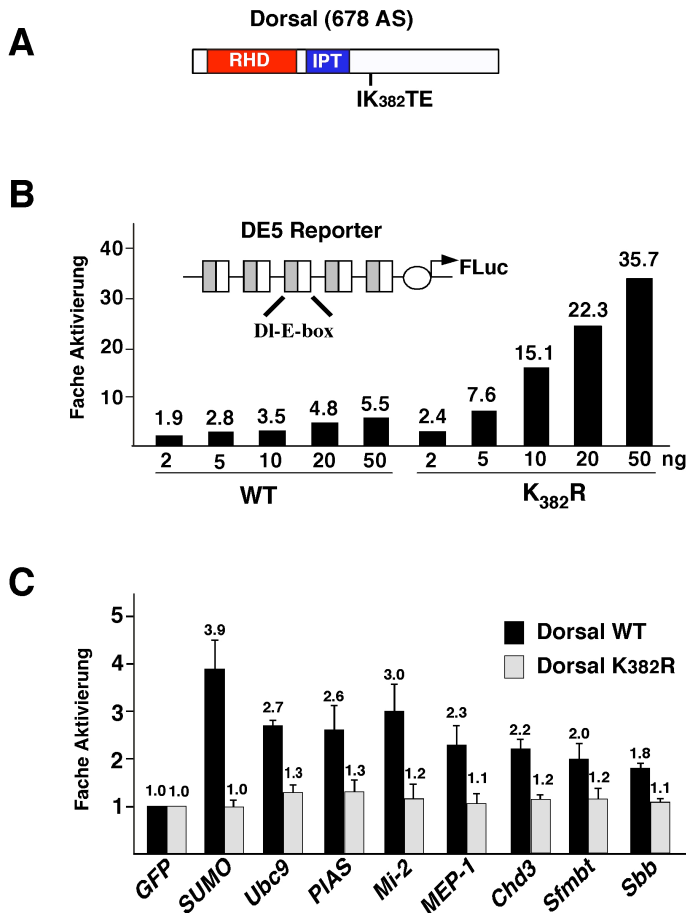 A
Dorsal (678 AS)
RHD IPT
IK382TE
B
DE5 Reporter
FLuc
Dl-E-box
Fache Aktivierung
40
30
20
10
1.9 2.8 3.5 4.8 5.5 2.4 7.6 15.1 22.3 35.7
2 5 10 20 50 2 5 10 20 50 ng
WT K382R
C
Fache Aktivierung
5
4
3
2
1
Dorsal WT
Dorsal K382R
1.0 1.0 3.9 1.0 2.7 1.3 2.6 1.3 3.0 1.2 2.3 1.1 2.2 1.2 2.0 1.2 1.8 1.1
GFP SUMO Ubc9 PIAS Mi-2 MEP-1 Chd3 Sfmbt Sbb